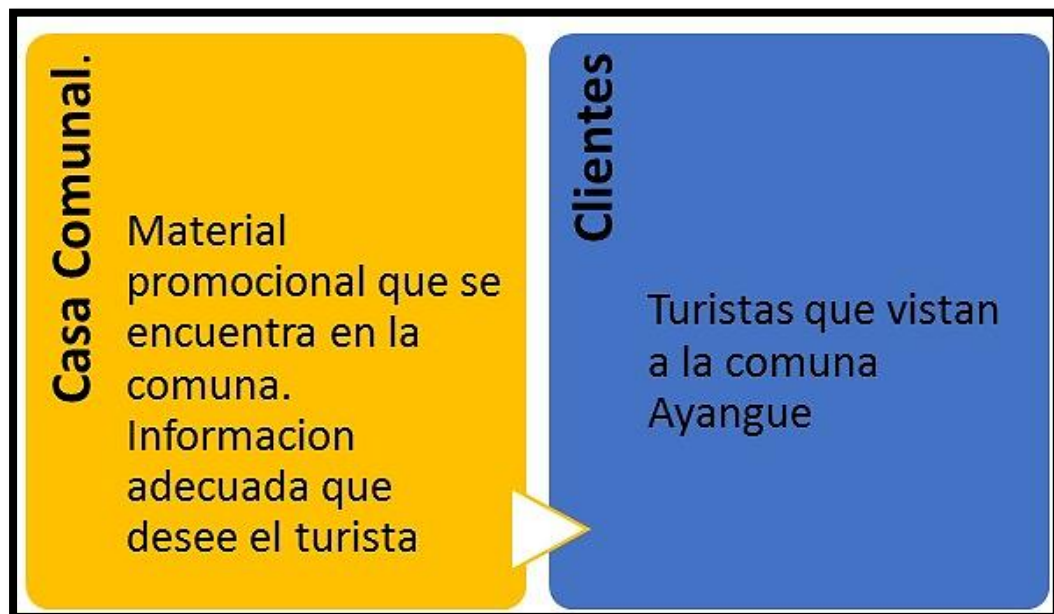 Casa Comunal.
Material
promocional que se
encuentra en la
comuna.
Informacion
adecuada que
desee el turista
Clientes
Turistas que vistan
a la comuna
Ayangue